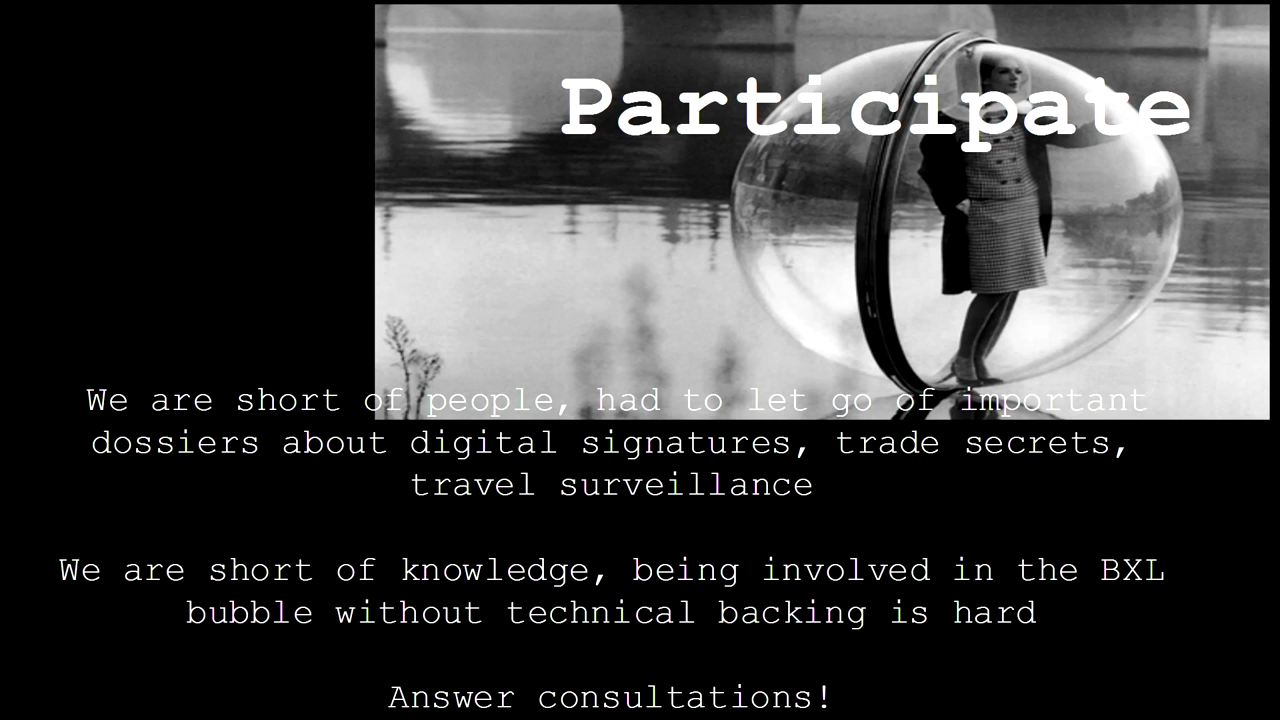 Participate
We are short of people, had to let go of important
dossiers about digital signatures, trade secrets,
travel surveillance
We are short of knowledge, being involved in the BXL
bubble without technical backing is hard
Answer consultations!